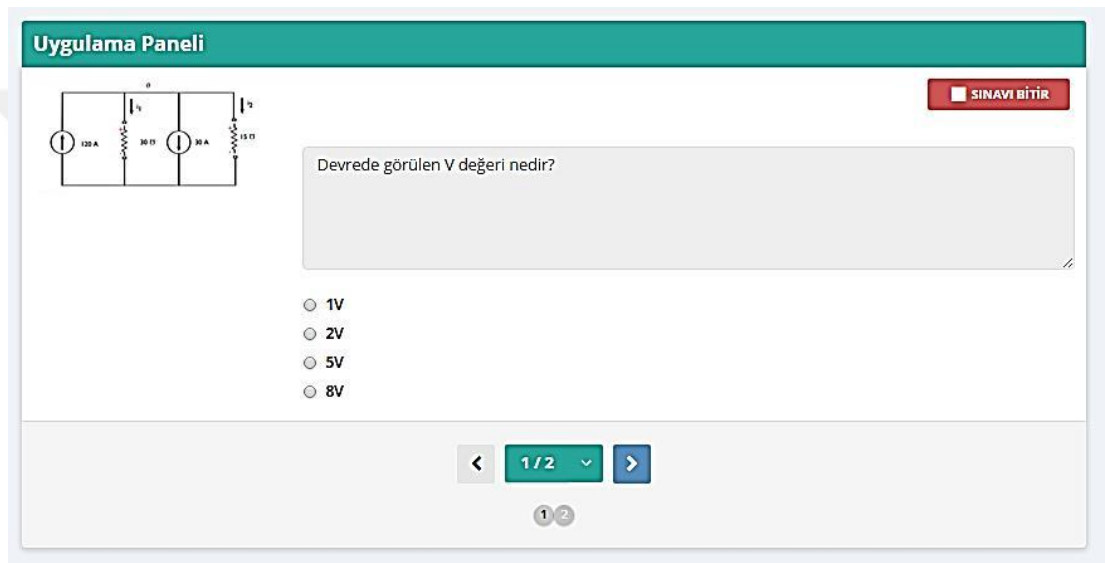 Uygulama Paneli
SINAVI BİTİR
120 A
30 Ω
30 A
15 Ω
Devrede görülen V değeri nedir?
1V
2V
5V
8V
1 / 2
1 2